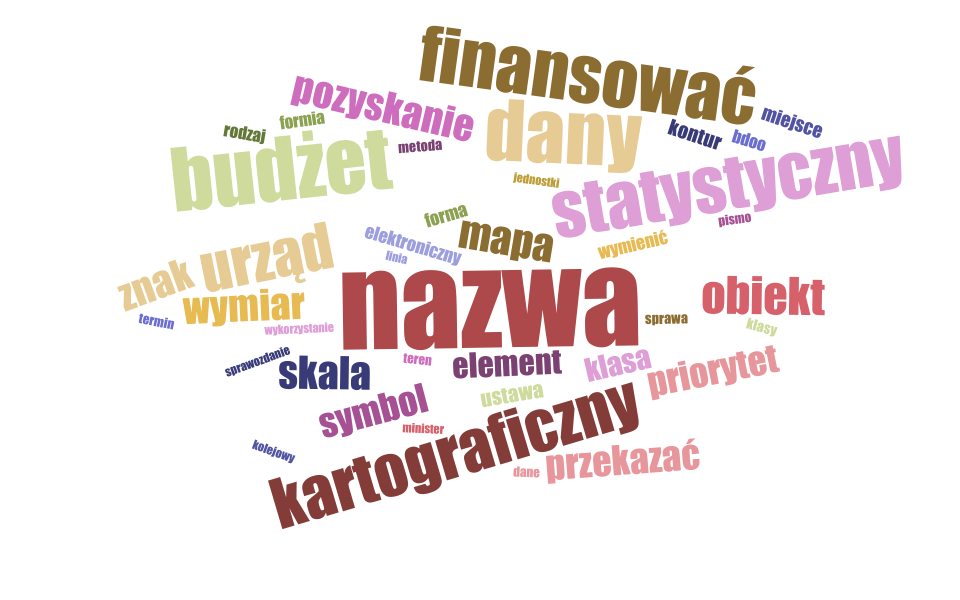 finansować
pozyskanie
dany
miejsce
formia
rodzaj
kontur
bdoo
metoda
budżet
jednostki
statystyczny
forma
pismo
elektroniczny
mapa
wymienić
linia
znak
urząd
nazwa
wymiar
obiekt
termin
wykorzystanie
sprawa
klasy
sprawozdanie
skala
teren
element
klasa
priorytet
symbol
ustawa
minister
kartograficzny
kolejowy
dane
przekazać